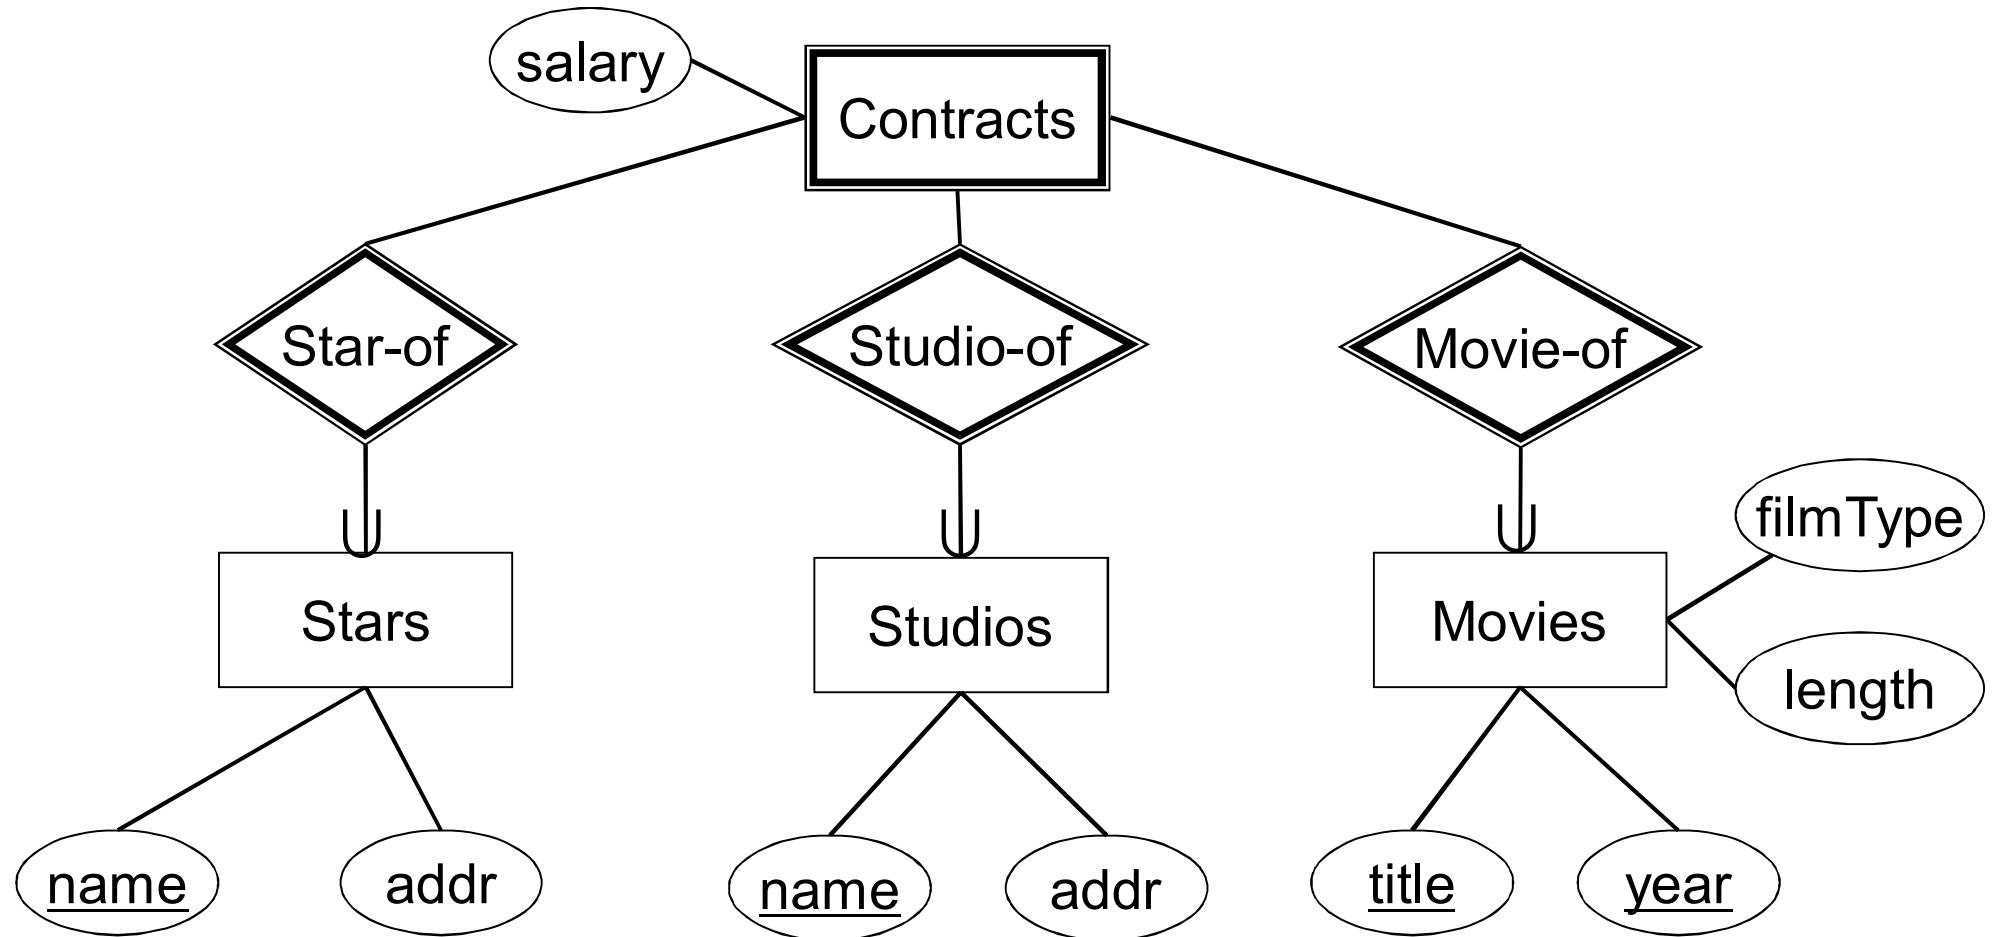 salary
Contracts
Star-of
Studio-of
Movie-of
filmType
Stars
Studios
Movies
length
name
addr
name
addr
title
year